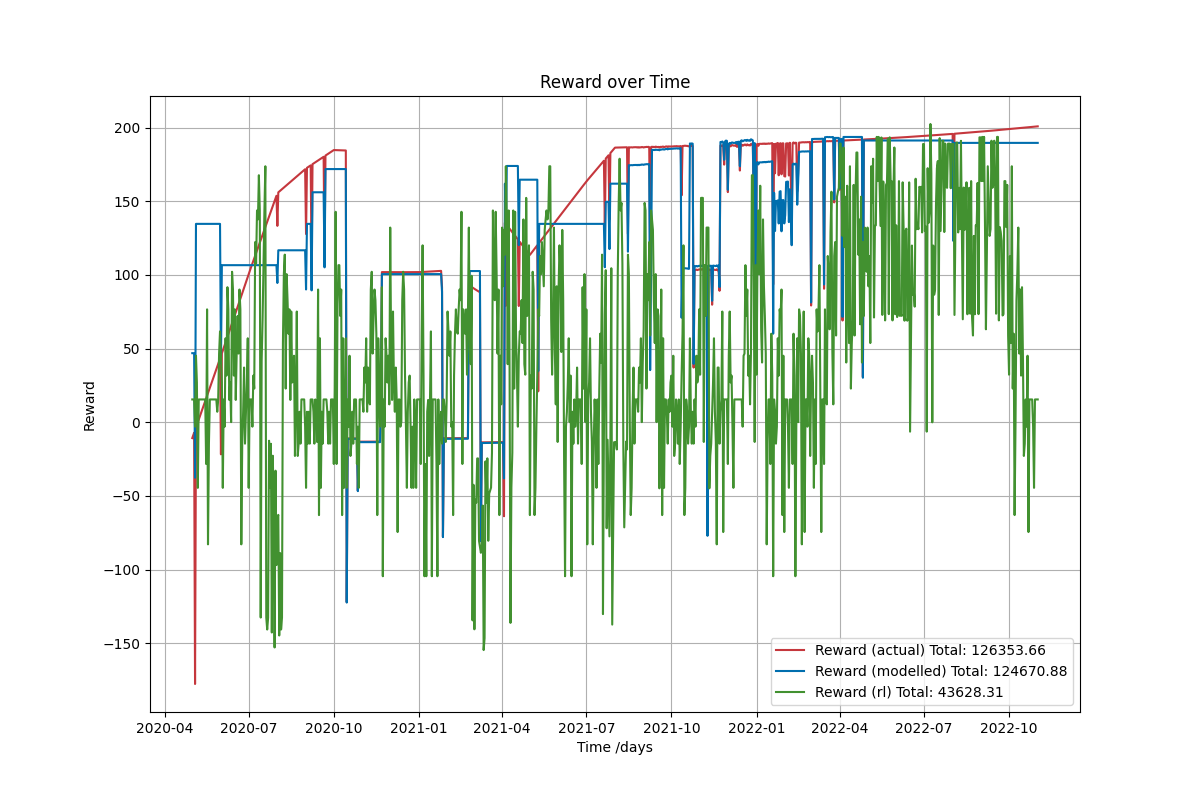 Reward over Time
Reward
200
150
100
50
0
−50
−100
−150
2020-04 2020-07 2020-10 2021-01 2021-04 2021-07 2021-10 2022-01 2022-04 2022-07 2022-10
Time /days
Reward (actual) Total: 126353.66
Reward (modelled) Total: 124670.88
Reward (rl) Total: 43628.31